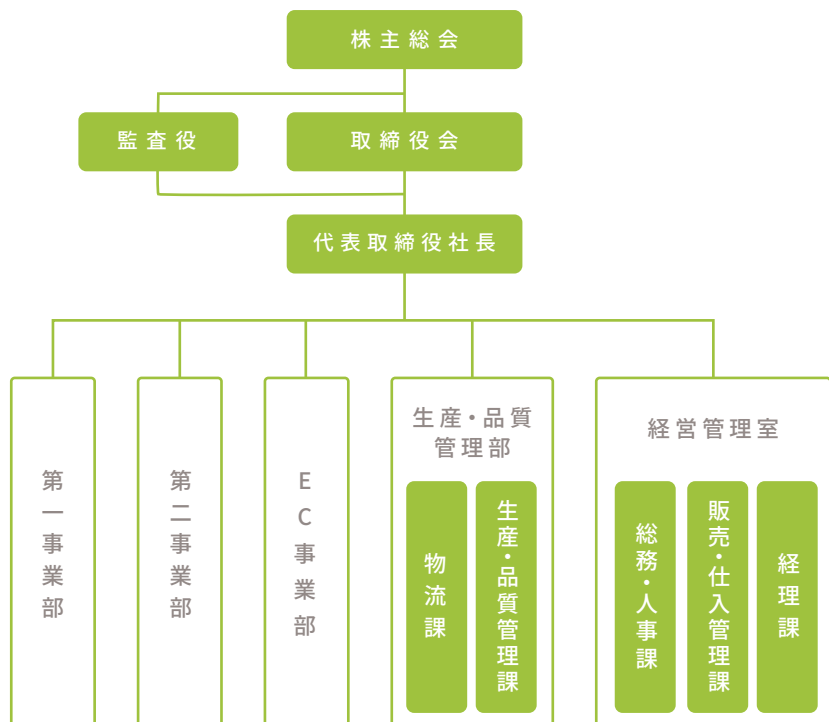 株主総会
監査役
取締役会
代表取締役社長
第一事業部
第二事業部
EC事業部
生産・品質
管理部
物流課
生産・品質管理課
経営管理室
総務・人事課
販売・仕入管理課
経理課